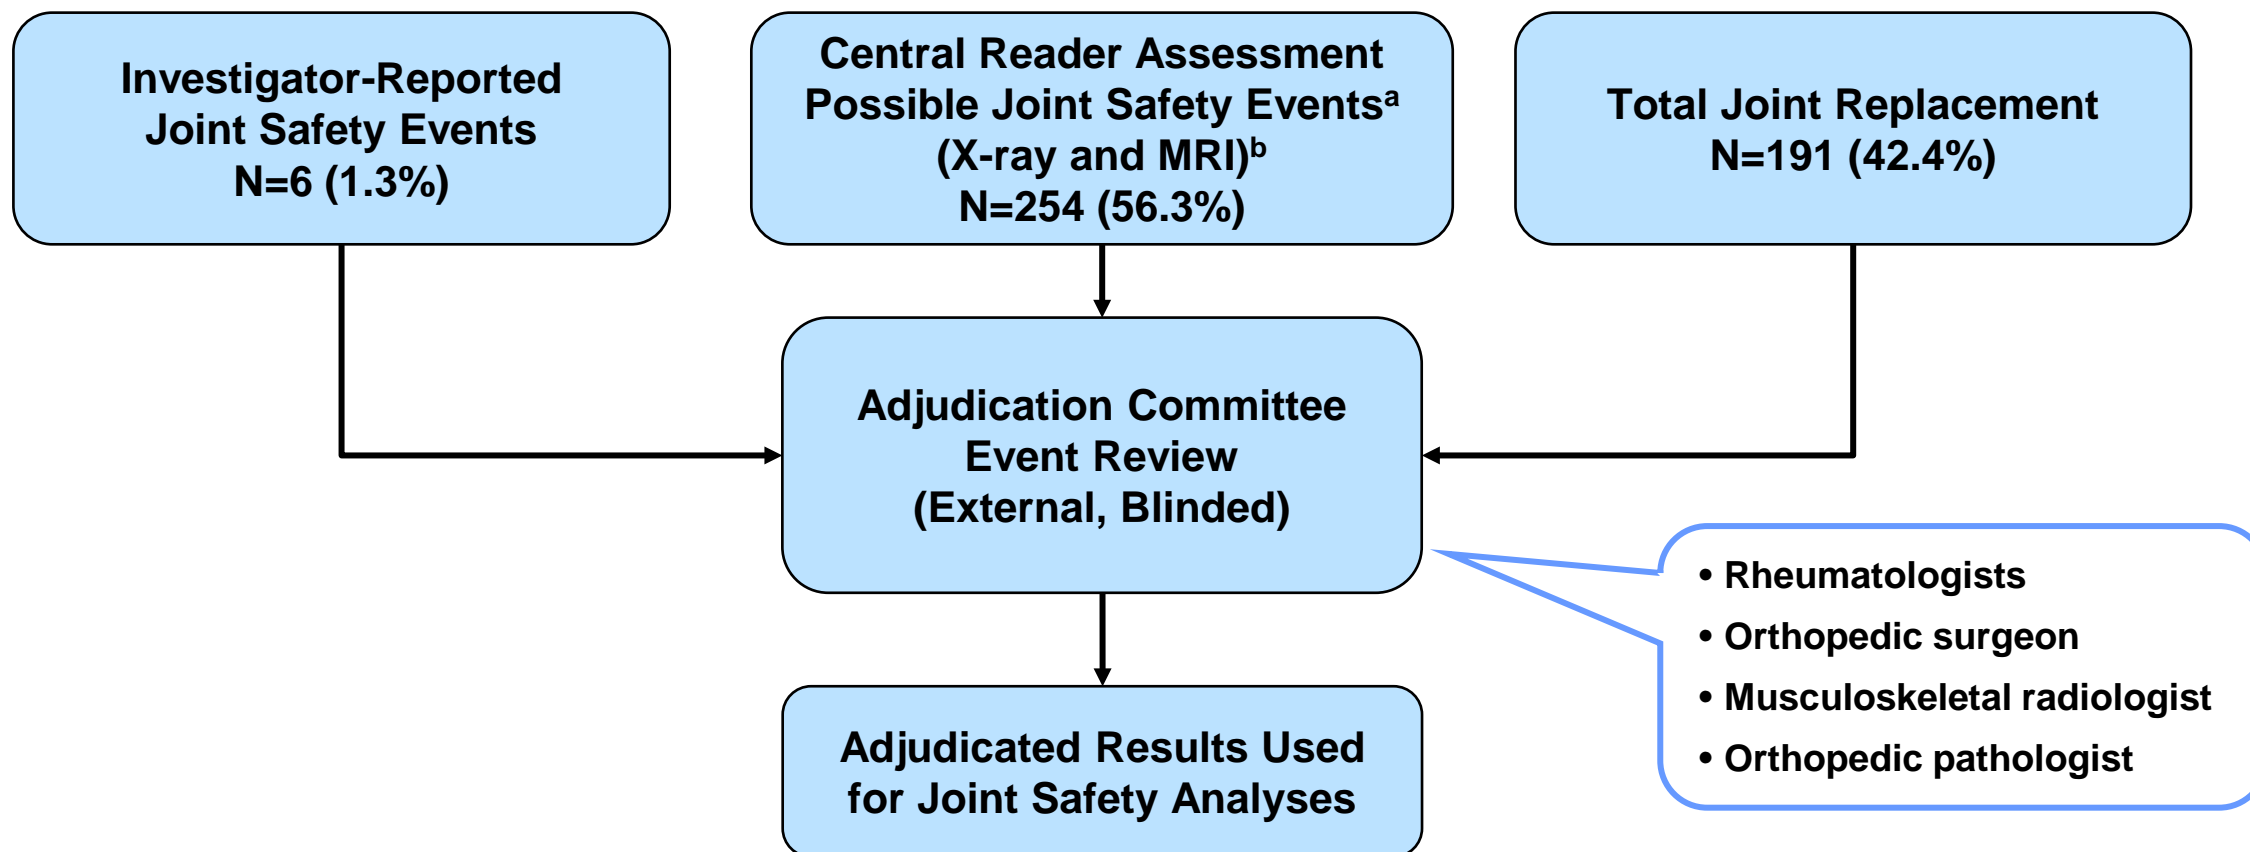 Investigator-Reported
Joint Safety Events
N=6 (1.3%)
Central Reader Assessment
Possible Joint Safety Eventsᵃ
(X-ray and MRI)ᵇ
N=254 (56.3%)
Total Joint Replacement
N=191 (42.4%)
Adjudication Committee
Event Review
(External, Blinded)
• Rheumatologists
• Orthopedic surgeon
• Musculoskeletal radiologist
• Orthopedic pathologist
Adjudicated Results Used
for Joint Safety Analyses